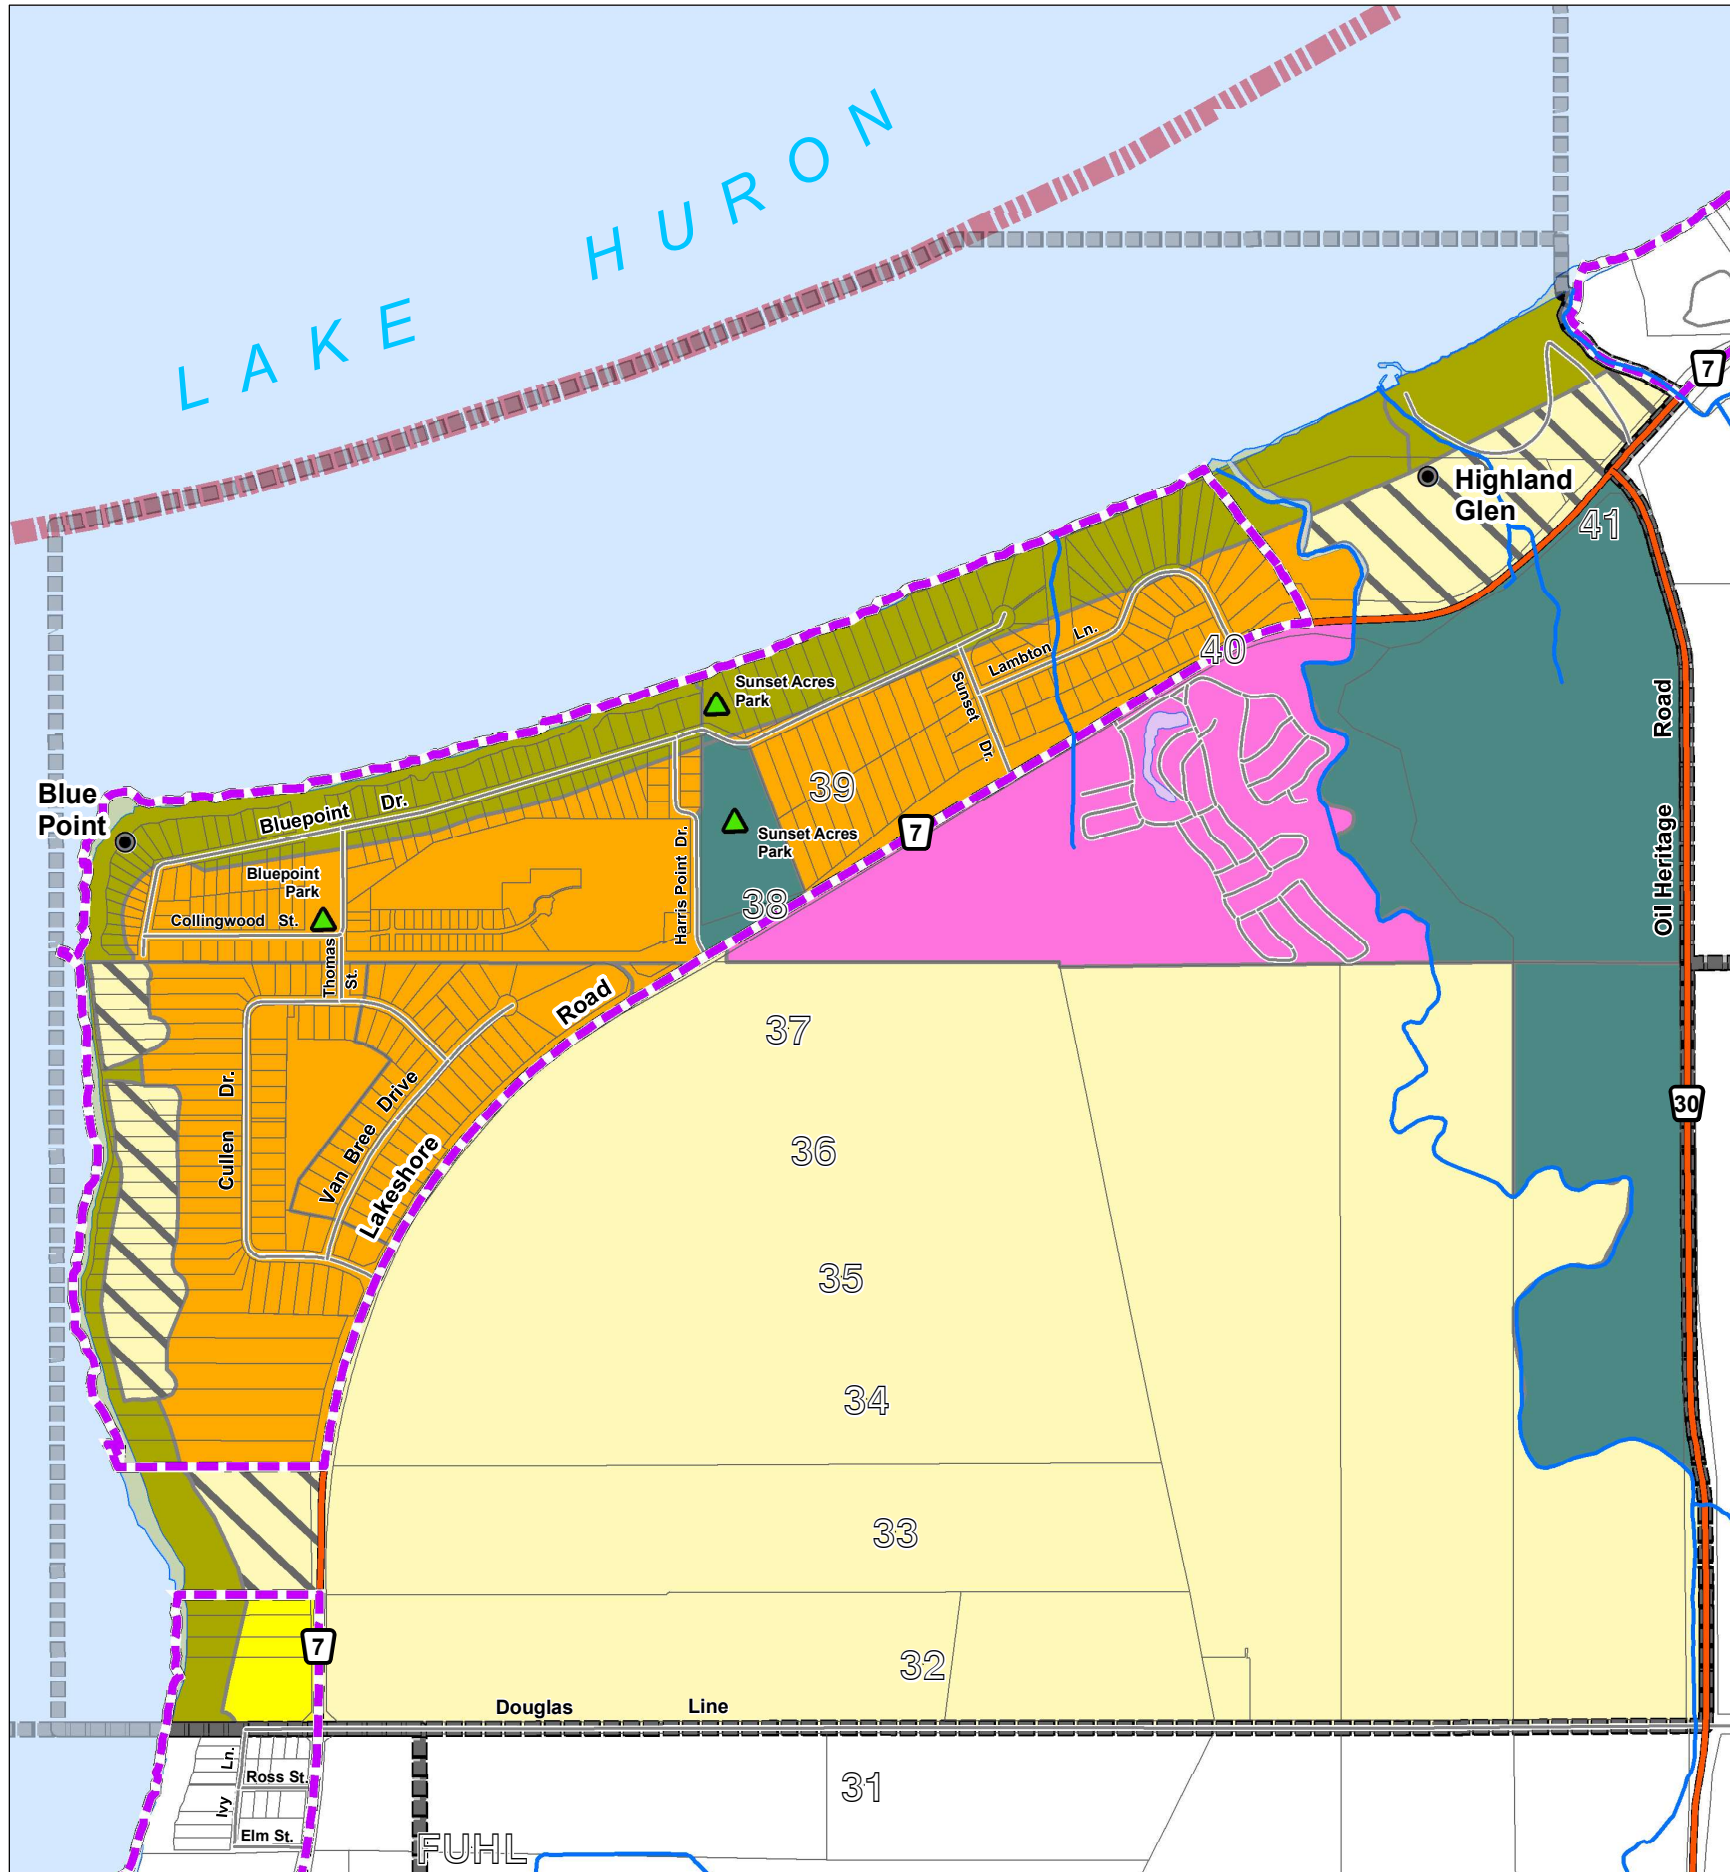 LAKE HURON
7
Highland
Glen
41
40
Lambton Ln.
Sunset Dr.
Sunset Acres
Park
Road
Oil Heritage
Blue
Point
Bluepoint Dr.
39
7
Sunset Acres
Park
Bluepoint
Park
Harris Point Dr.
38
Collingwood St.
Thomas
St.
Road
37
Cullen Dr.
Van Bree Drive
Lakeshore
30
36
35
34
33
32
7
Douglas Line
Ivy Ln.
Ross St.
31
Elm St.
FUHL